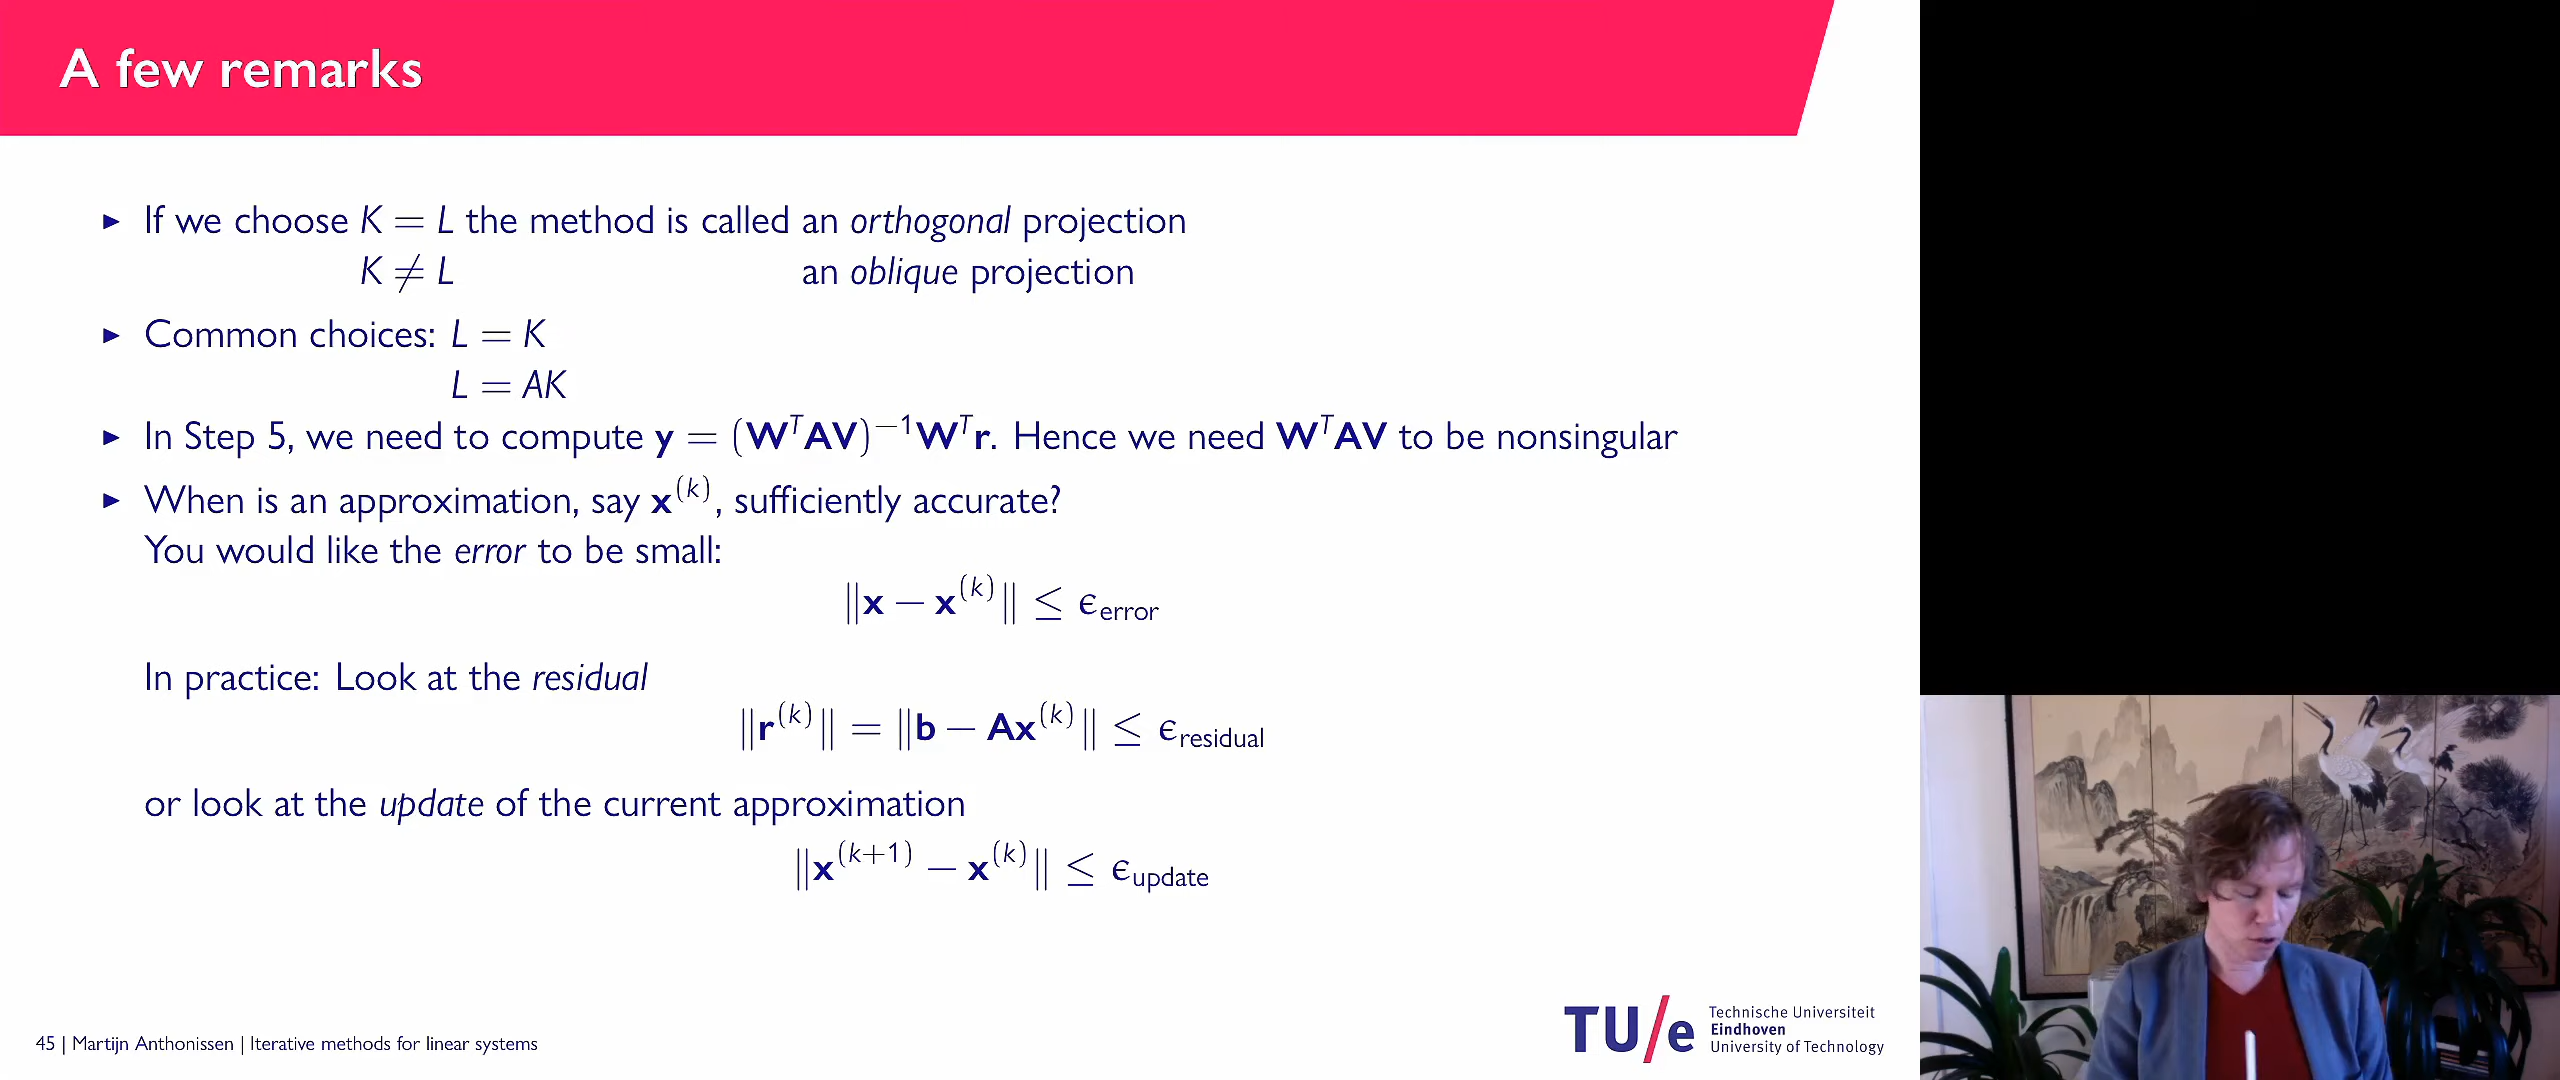 A few remarks
▸ If we choose K = L the method is called an orthogonal projection
K ≠ L an oblique projection
▸ Common choices: L = K
L = AK
▸ In Step 5, we need to compute y = (WᵀAV)⁻¹Wᵀr. Hence we need WᵀAV to be nonsingular
▸ When is an approximation, say x⁽ᵏ⁾, sufficiently accurate?
You would like the error to be small:
‖x − x⁽ᵏ⁾‖ ≤ ϵ_error
In practice: Look at the residual
‖r⁽ᵏ⁾‖ = ‖b − Ax⁽ᵏ⁾‖ ≤ ϵ_residual
or look at the update of the current approximation
‖x⁽ᵏ⁺¹⁾ − x⁽ᵏ⁾‖ ≤ ϵ_update
45 | Martijn Anthonissen | Iterative methods for linear systems
TU/e
Technische Universiteit
Eindhoven
University of Technology